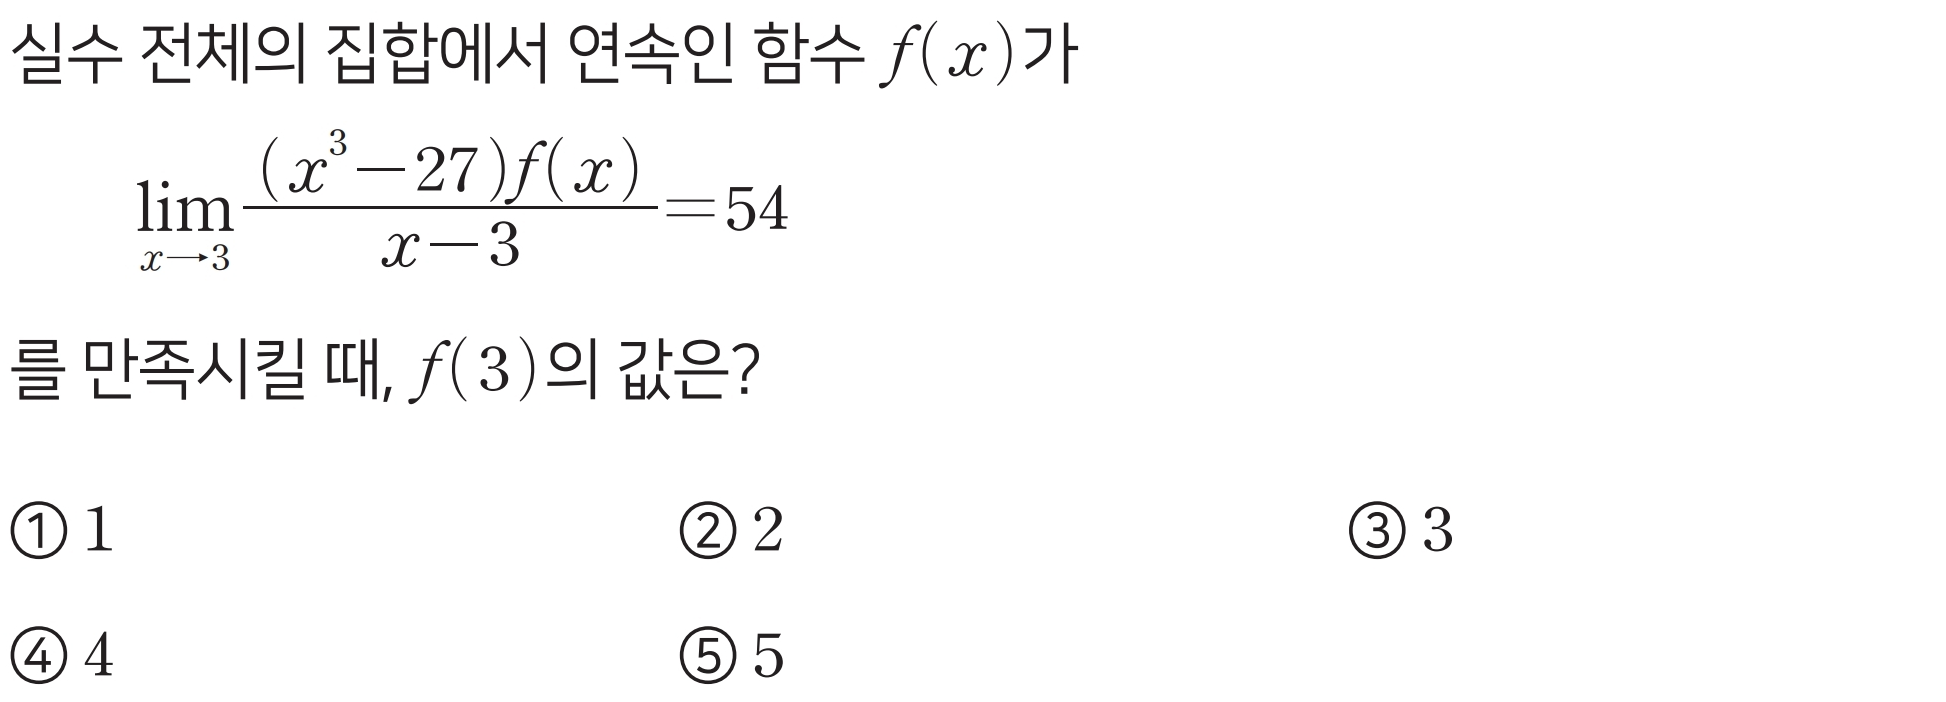 실수 전체의 집합에서 연속인 함수 $f(x)$가
$\lim_{x \to 3} \frac{(x^3-27)f(x)}{x-3}=54$
를 만족시킬 때, $f(3)$의 값은?
① 1 ② 2 ③ 3
④ 4 ⑤ 5